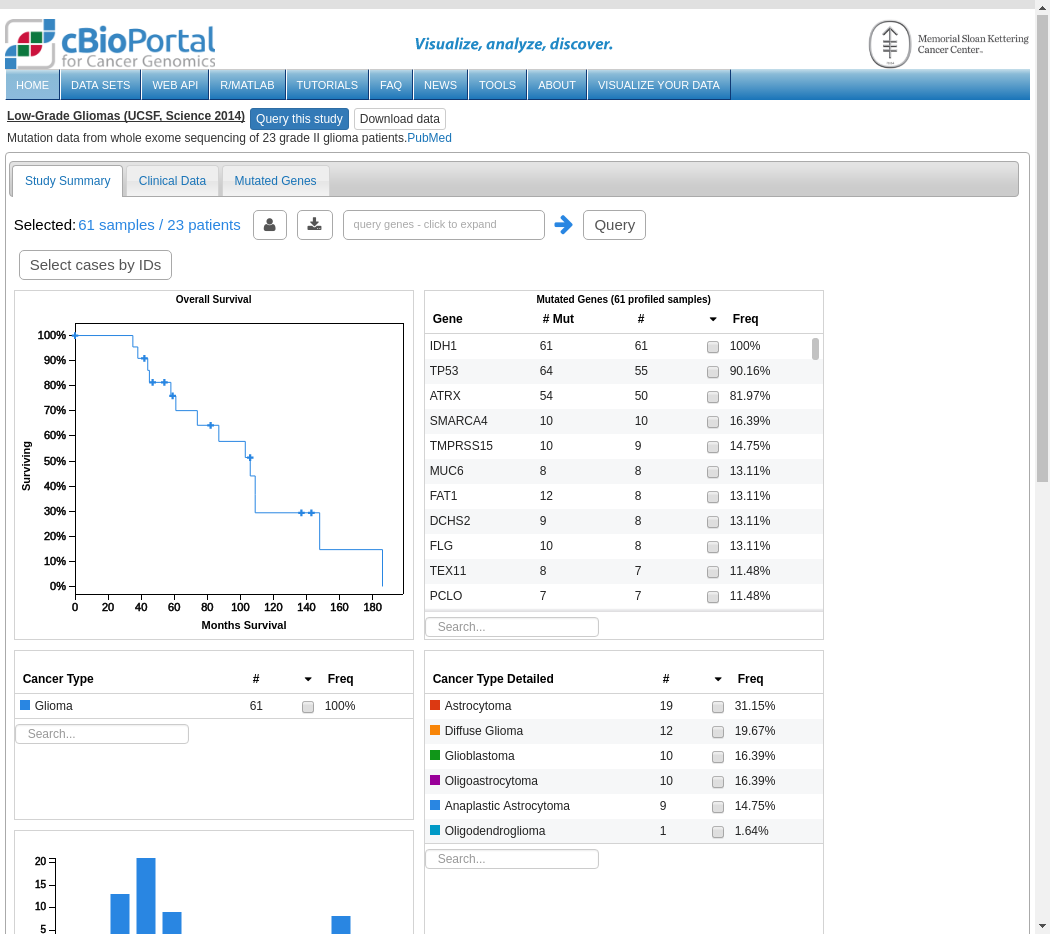 cBioPortal
for Cancer Genomics
Visualize, analyze, discover.
Memorial Sloan Kettering
Cancer Center
HOME DATA SETS WEB API R/MATLAB TUTORIALS FAQ NEWS TOOLS ABOUT VISUALIZE YOUR DATA
Low-Grade Gliomas (UCSF, Science 2014) Query this study Download data
Mutation data from whole exome sequencing of 23 grade II glioma patients.PubMed
Study Summary Clinical Data Mutated Genes
Selected: 61 samples / 23 patients query genes - click to expand Query
Select cases by IDs
Overall Survival
100%
90%
80%
70%
60%
50%
40%
30%
20%
10%
0%
Surviving
0 20 40 60 80 100 120 140 160 180
Months Survival
Mutated Genes (61 profiled samples)
Gene # Mut # Freq
IDH1 61 61 100%
TP53 64 55 90.16%
ATRX 54 50 81.97%
SMARCA4 10 10 16.39%
TMPRSS15 10 9 14.75%
MUC6 8 8 13.11%
FAT1 12 8 13.11%
DCHS2 9 8 13.11%
FLG 10 8 13.11%
TEX11 8 7 11.48%
PCLO 7 7 11.48%
Search...
Cancer Type # Freq
Glioma 61 100%
Search...
Cancer Type Detailed # Freq
Astrocytoma 19 31.15%
Diffuse Glioma 12 19.67%
Glioblastoma 10 16.39%
Oligoastrocytoma 10 16.39%
Anaplastic Astrocytoma 9 14.75%
Oligodendroglioma 1 1.64%
Search...
20
15
10
5